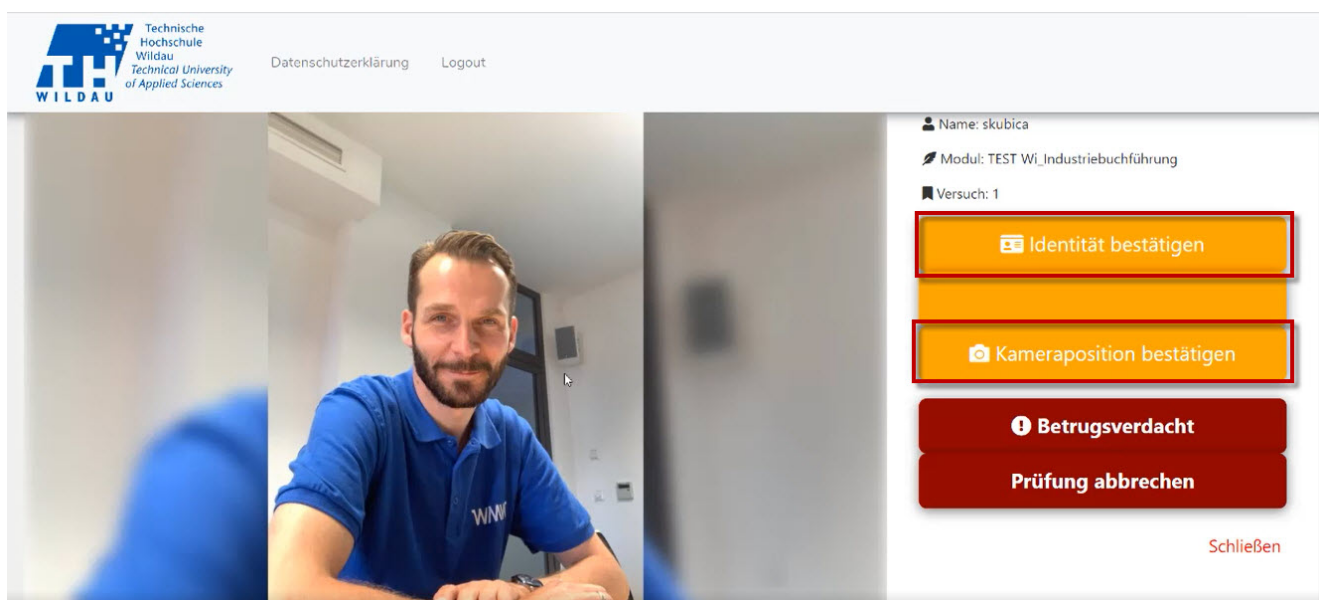 Technische
Hochschule
Wildau
Technical University
of Applied Sciences
TH
WILDAU
Datenschutzerklärung Logout
Name: skubica
Modul: TEST Wi_Industriebuchführung
Versuch: 1
Identität bestätigen
Kameraposition bestätigen
Betrugsverdacht
Prüfung abbrechen
Schließen